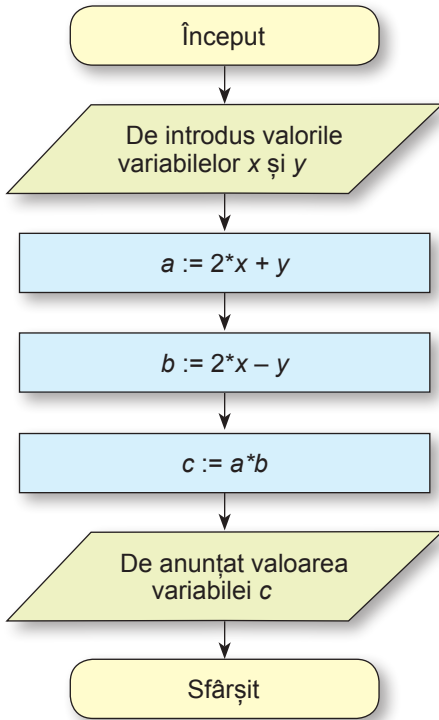 Început
De introdus valorile
variabilelor x și y
a := 2*x + y
b := 2*x – y
c := a*b
De anunțat valoarea
variabilei c
Sfârșit